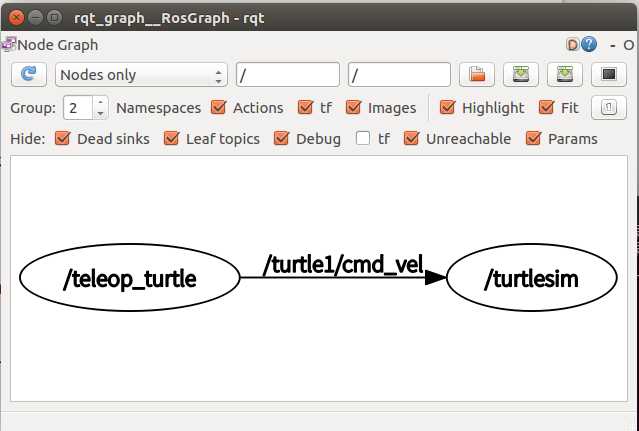 rqt_graph__RosGraph - rqt
Node Graph D ? - O
Nodes only / /
Group: 2 Namespaces Actions tf Images Highlight Fit
Hide: Dead sinks Leaf topics Debug tf Unreachable Params
/turtle1/cmd_vel
/teleop_turtle /turtlesim